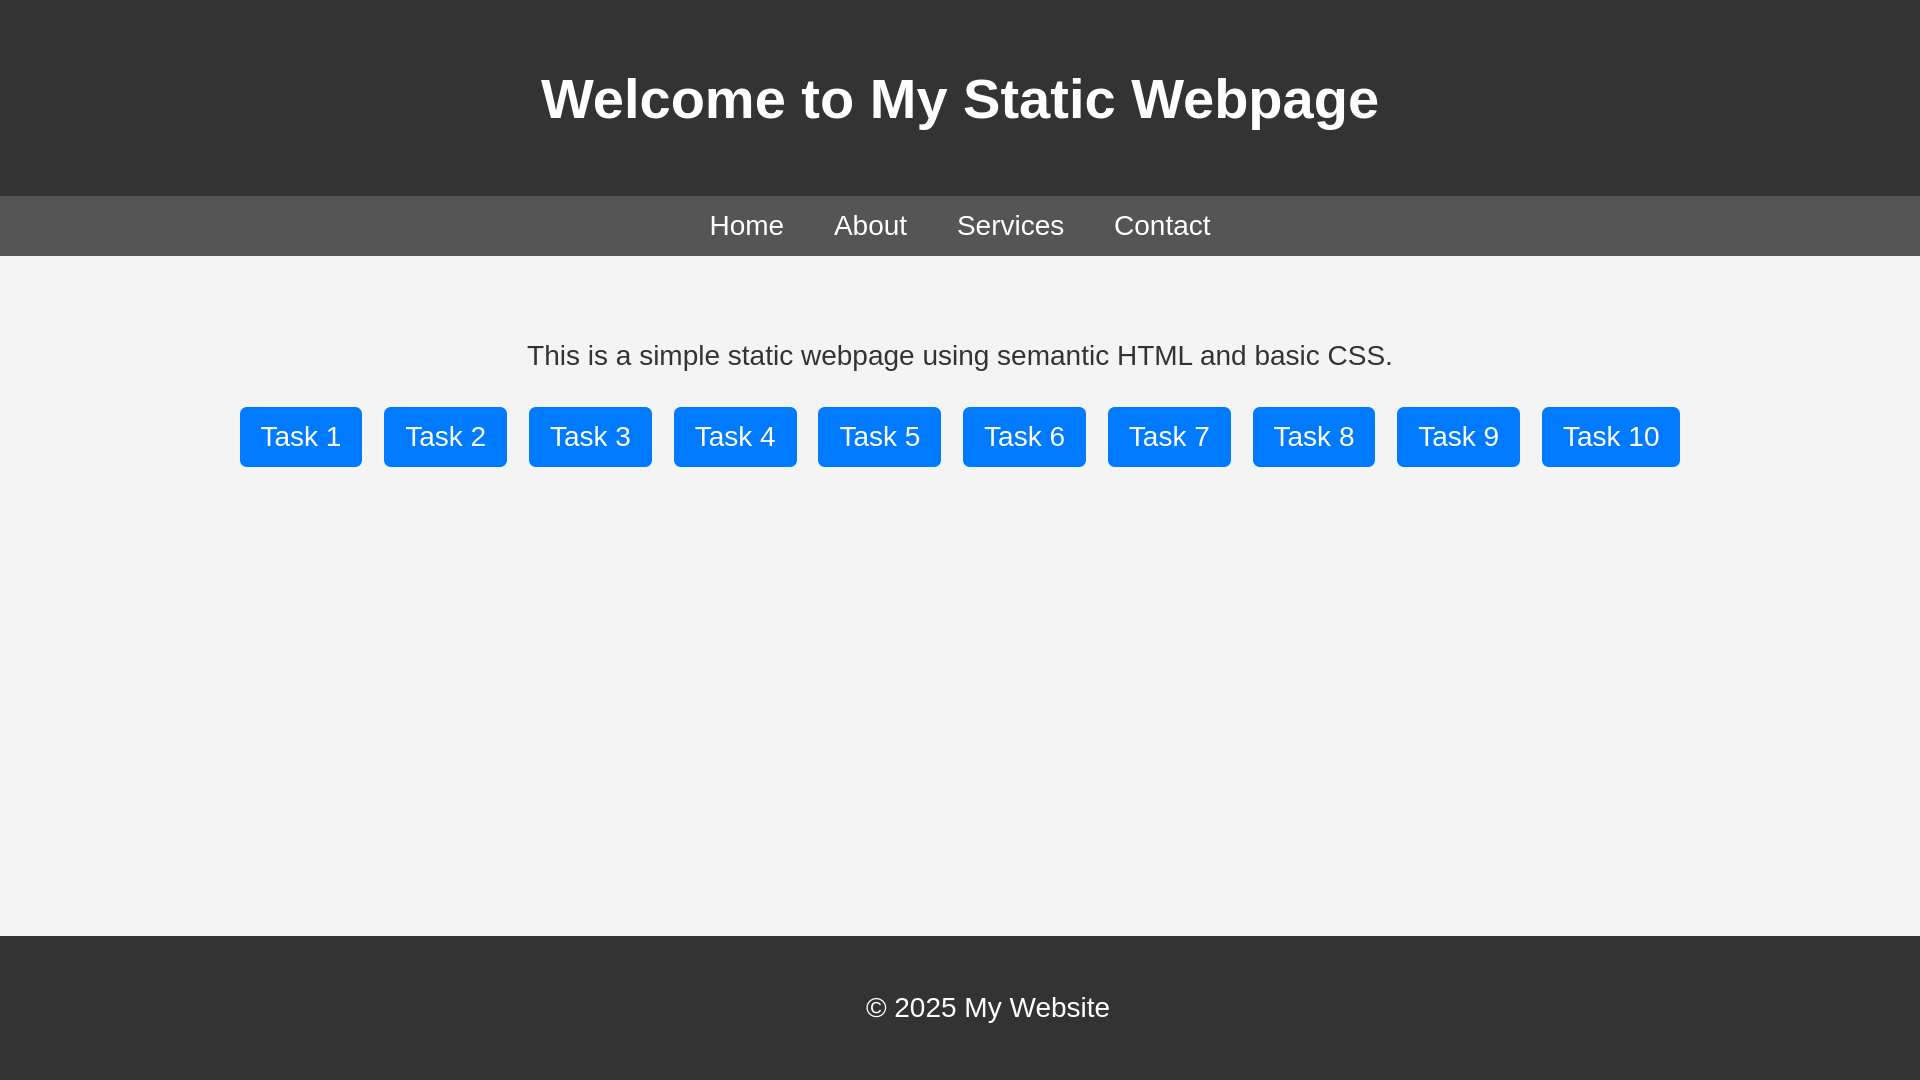 Welcome to My Static Webpage
Home About Services Contact
This is a simple static webpage using semantic HTML and basic CSS.
Task 1 Task 2 Task 3 Task 4 Task 5 Task 6 Task 7 Task 8 Task 9 Task 10
© 2025 My Website